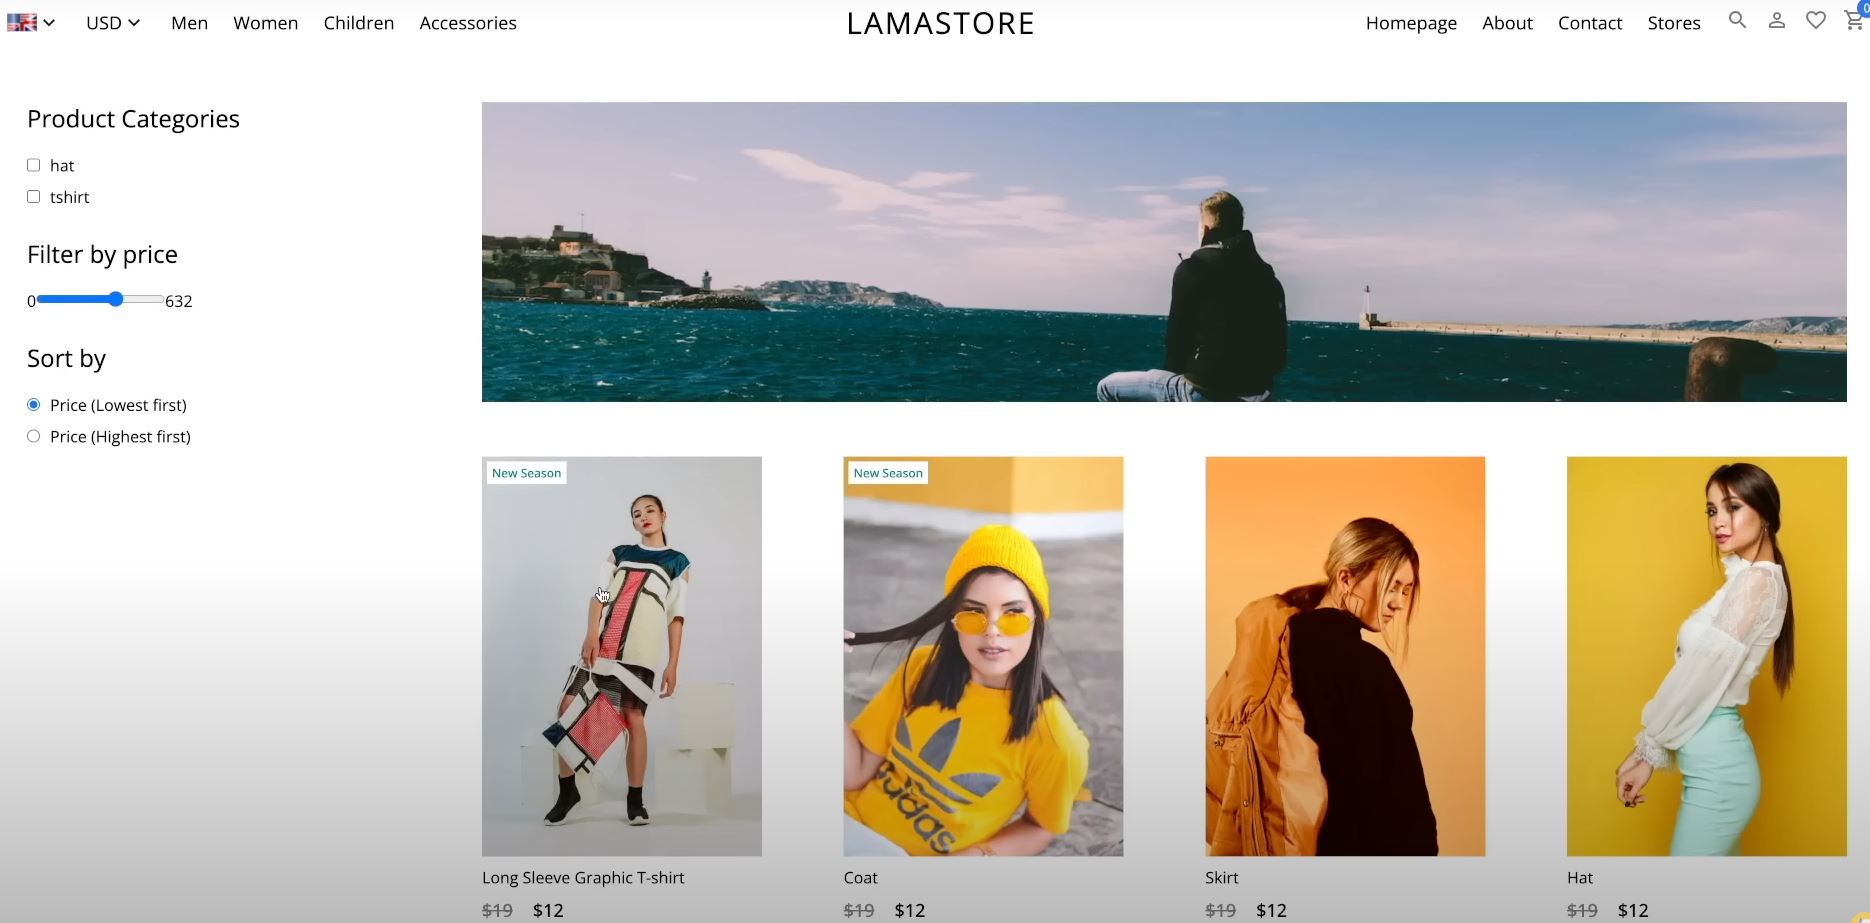 USD Men Women Children Accessories LAMASTORE Homepage About Contact Stores 0
Product Categories
hat
tshirt
Filter by price
0 632
Sort by
Price (Lowest first)
Price (Highest first)
New Season New Season
adidas
Long Sleeve Graphic T-shirt Coat Skirt Hat
$19 $12 $19 $12 $19 $12 $19 $12